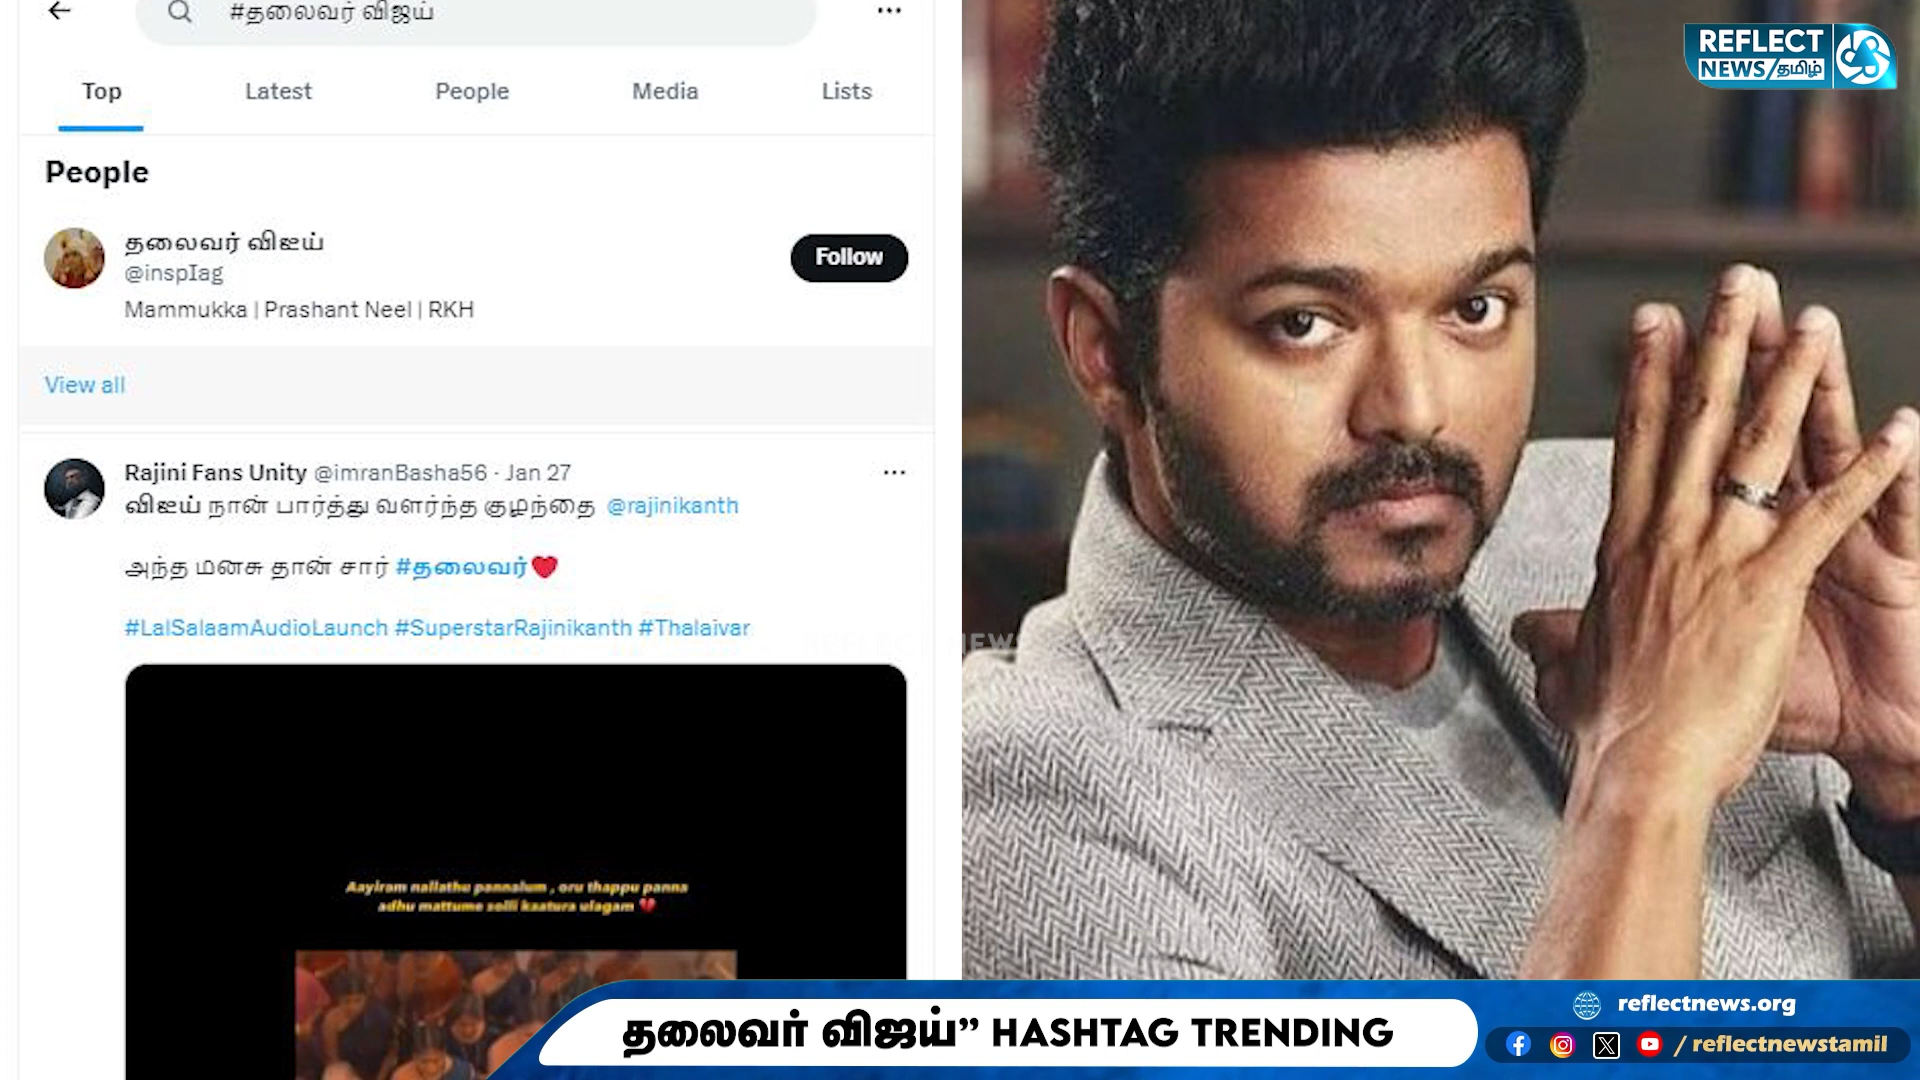 #தலைவர் விஜய்
Top
Latest
People
Media
Lists
People
தலைவர் விஜய்
@inspIag
Follow
Mammukka | Prashant Neel | RKH
View all
Rajini Fans Unity @imranBasha56 · Jan 27
விஜய் நான் பார்த்து வளர்ந்த குழந்தை @rajinikanth
அந்த மனசு தான் சார் #தலைவர்❤️
#LalSalaamAudioLaunch #SuperstarRajinikanth #Thalaivar
Aayiram nallathu pannalum , oru thappu panna
adhu mattume solli kaatura ulagam 💔
REFLECT
NEWS/தமிழ்
REFLECT NEWS
தலைவர் விஜய்” HASHTAG TRENDING
reflectnews.org
/ reflectnewstamil